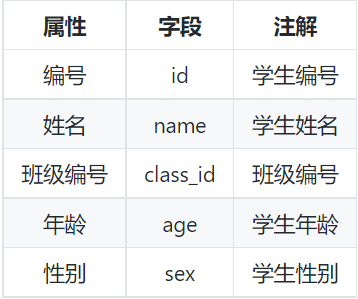 属性 字段 注解
编号 id 学生编号
姓名 name 学生姓名
班级编号 class_id 班级编号
年龄 age 学生年龄
性别 sex 学生性别